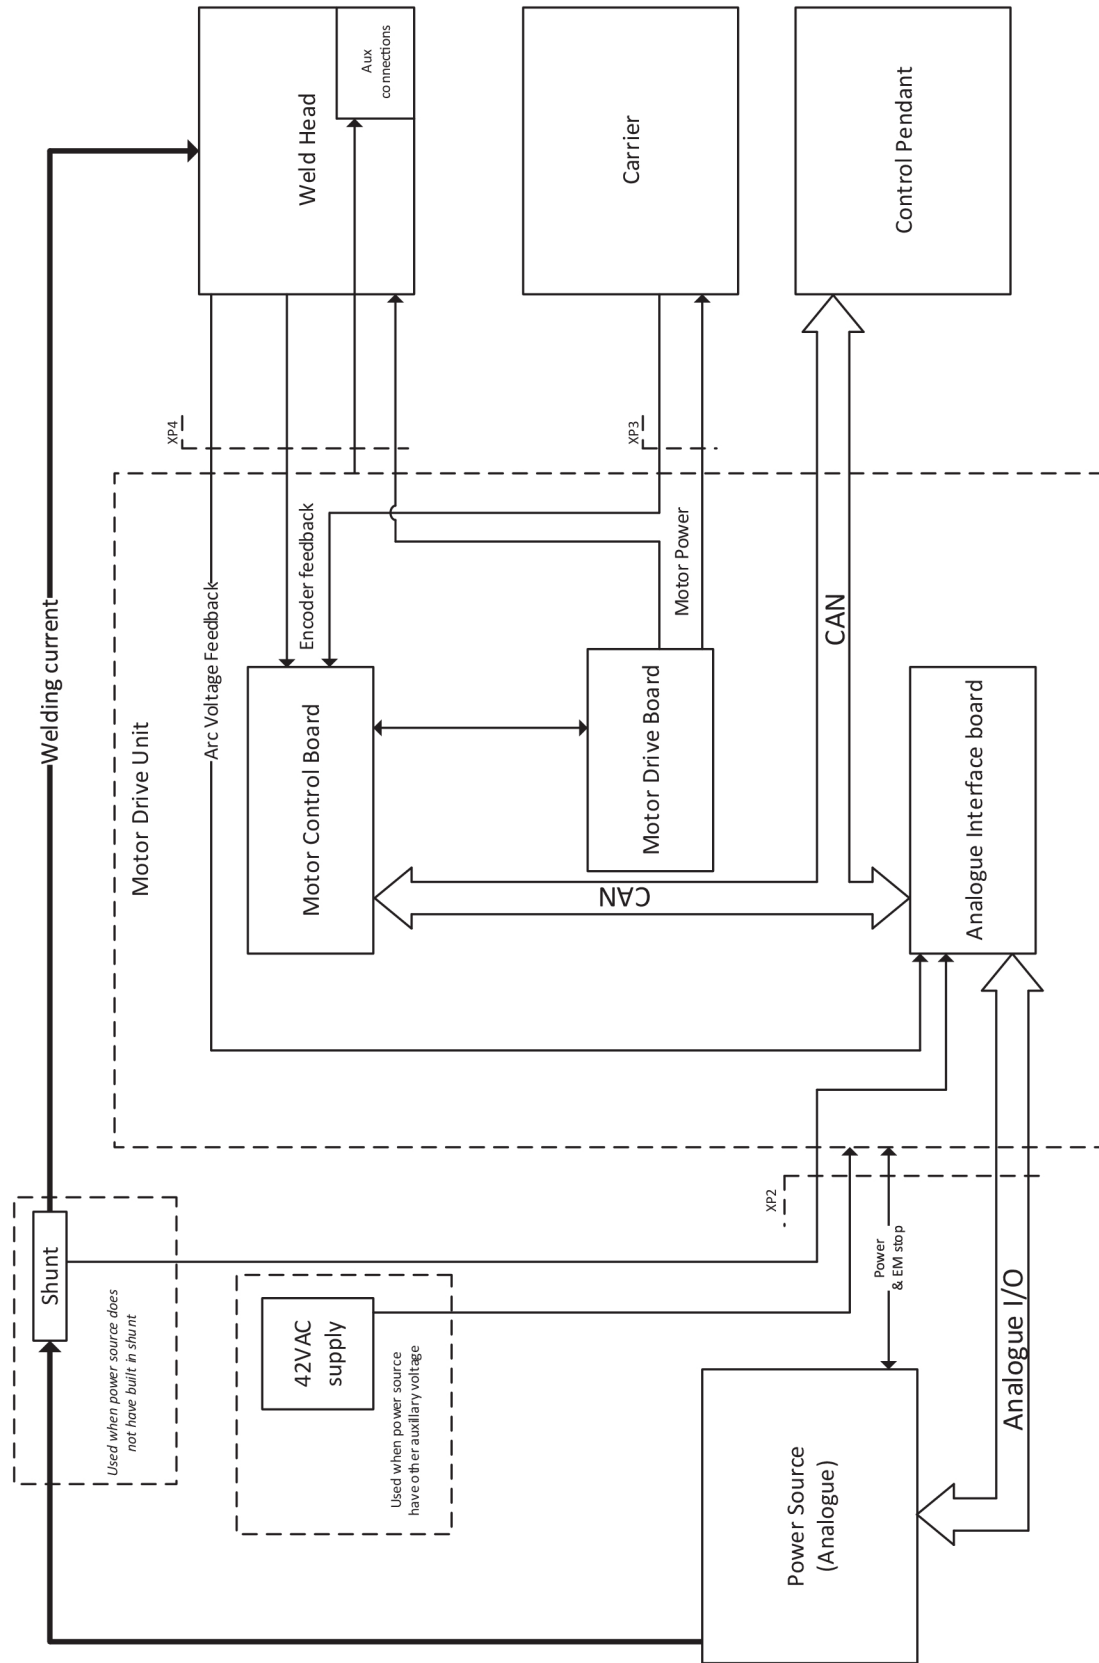 Welding current
Shunt
Used when power source does
not have built in shunt
42VAC
supply
Used when power source
have other auxillary voltage
Power Source
(Analogue)
Power
& EM stop
Analogue I/O
XP2
Motor Drive Unit
Arc Voltage Feedback
Motor Control Board
Encoder feedback
Motor Drive Board
Motor Power
CAN
CAN
Analogue Interface board
XP4
XP3
Weld Head
Aux
connections
Carrier
Control Pendant